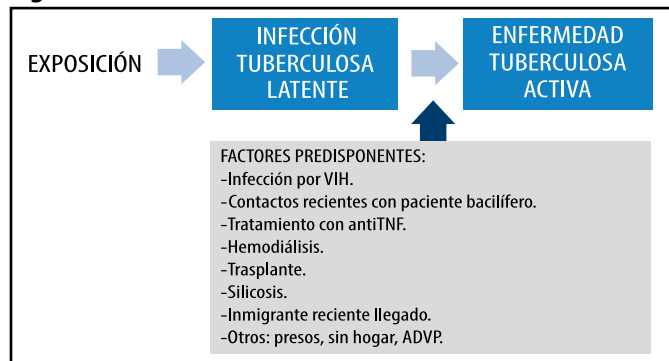 EXPOSICIÓN
INFECCIÓN
TUBERCULOSA
LATENTE
ENFERMEDAD
TUBERCULOSA
ACTIVA
FACTORES PREDISPONENTES:
-Infección por VIH.
-Contactos recientes con paciente bacilífero.
-Tratamiento con antiTNF.
-Hemodiálisis.
-Trasplante.
-Silicosis.
-Inmigrante reciente llegado.
-Otros: presos, sin hogar, ADVP.